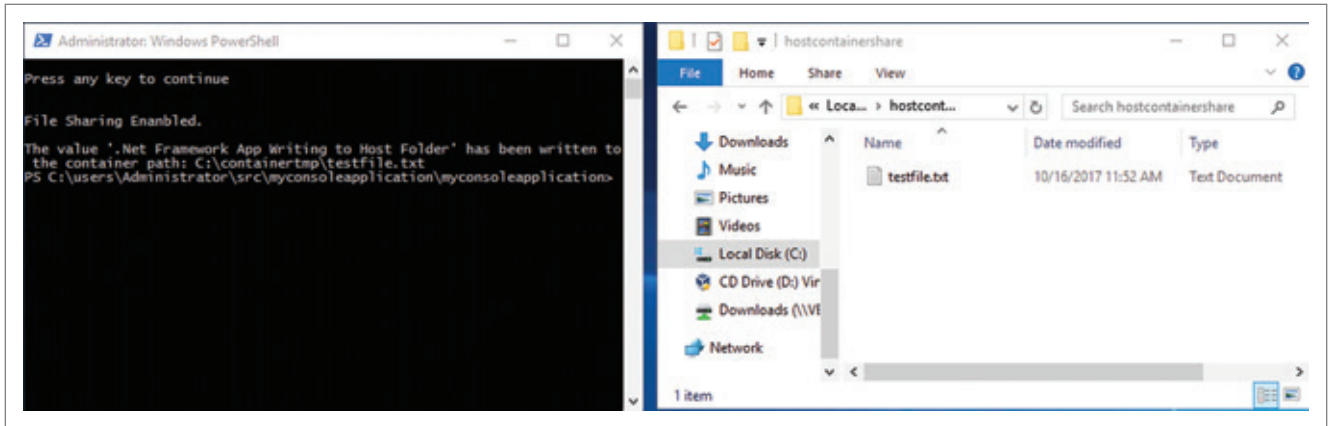 Administrator: Windows PowerShell
Press any key to continue
File Sharing Enanbled.
The value '.Net Framework App Writing to Host Folder' has been written to
the container path: C:\containertmp\testfile.txt
PS C:\users\Administrator\src\myconsoleapplication\myconsoleapplication>
hostcontainershare
File Home Share View
« Loca... › hostcont... Search hostcontainershare
Downloads
Music
Pictures
Videos
Local Disk (C:)
CD Drive (D:) Vir
Downloads (\\VE
Network
Name Date modified Type
testfile.txt 10/16/2017 11:52 AM Text Document
1 item